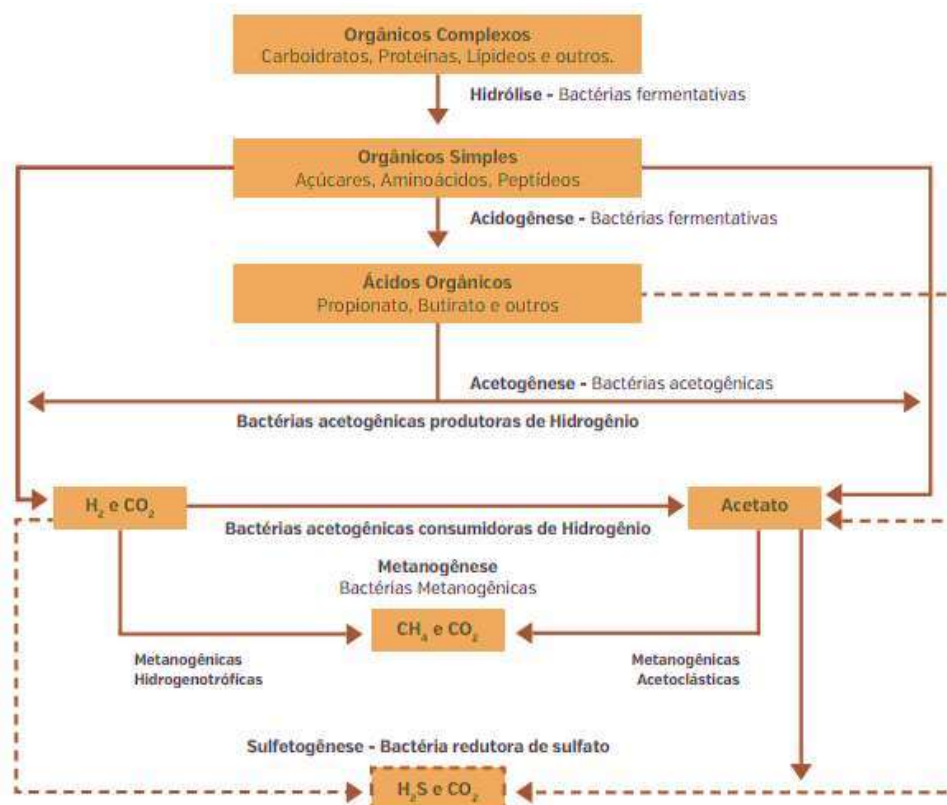 Orgânicos Complexos
Carboidratos, Proteínas, Lípideos e outros.
Hidrólise - Bactérias fermentativas
Orgânicos Simples
Açúcares, Aminoácidos, Peptídeos
Acidogênese - Bactérias fermentativas
Ácidos Orgânicos
Propionato, Butirato e outros
Acetogênese - Bactérias acetogênicas
Bactérias acetogênicas produtoras de Hidrogênio
H₂ e CO₂
Acetato
Bactérias acetogênicas consumidoras de Hidrogênio
Metanogênese
Bactérias Metanogênicas
CH₄ e CO₂
Metanogênicas
Hidrogenotróficas
Metanogênicas
Acetoclásticas
Sulfetogênese - Bactéria redutora de sulfato
H₂S e CO₂